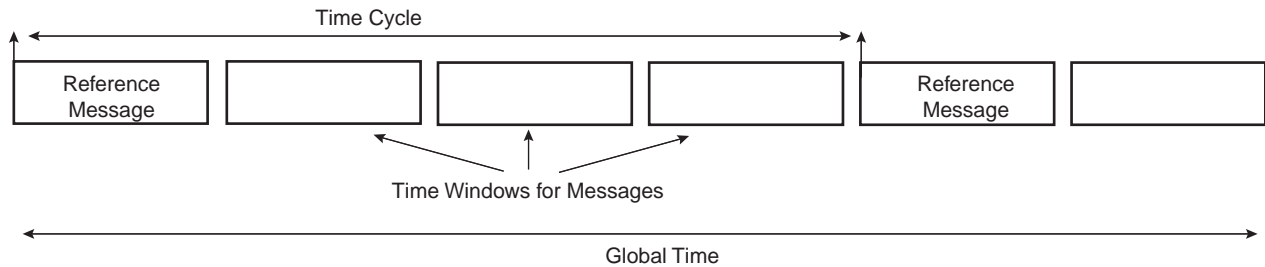 Time Cycle
Reference
Message
Reference
Message
Time Windows for Messages
Global Time